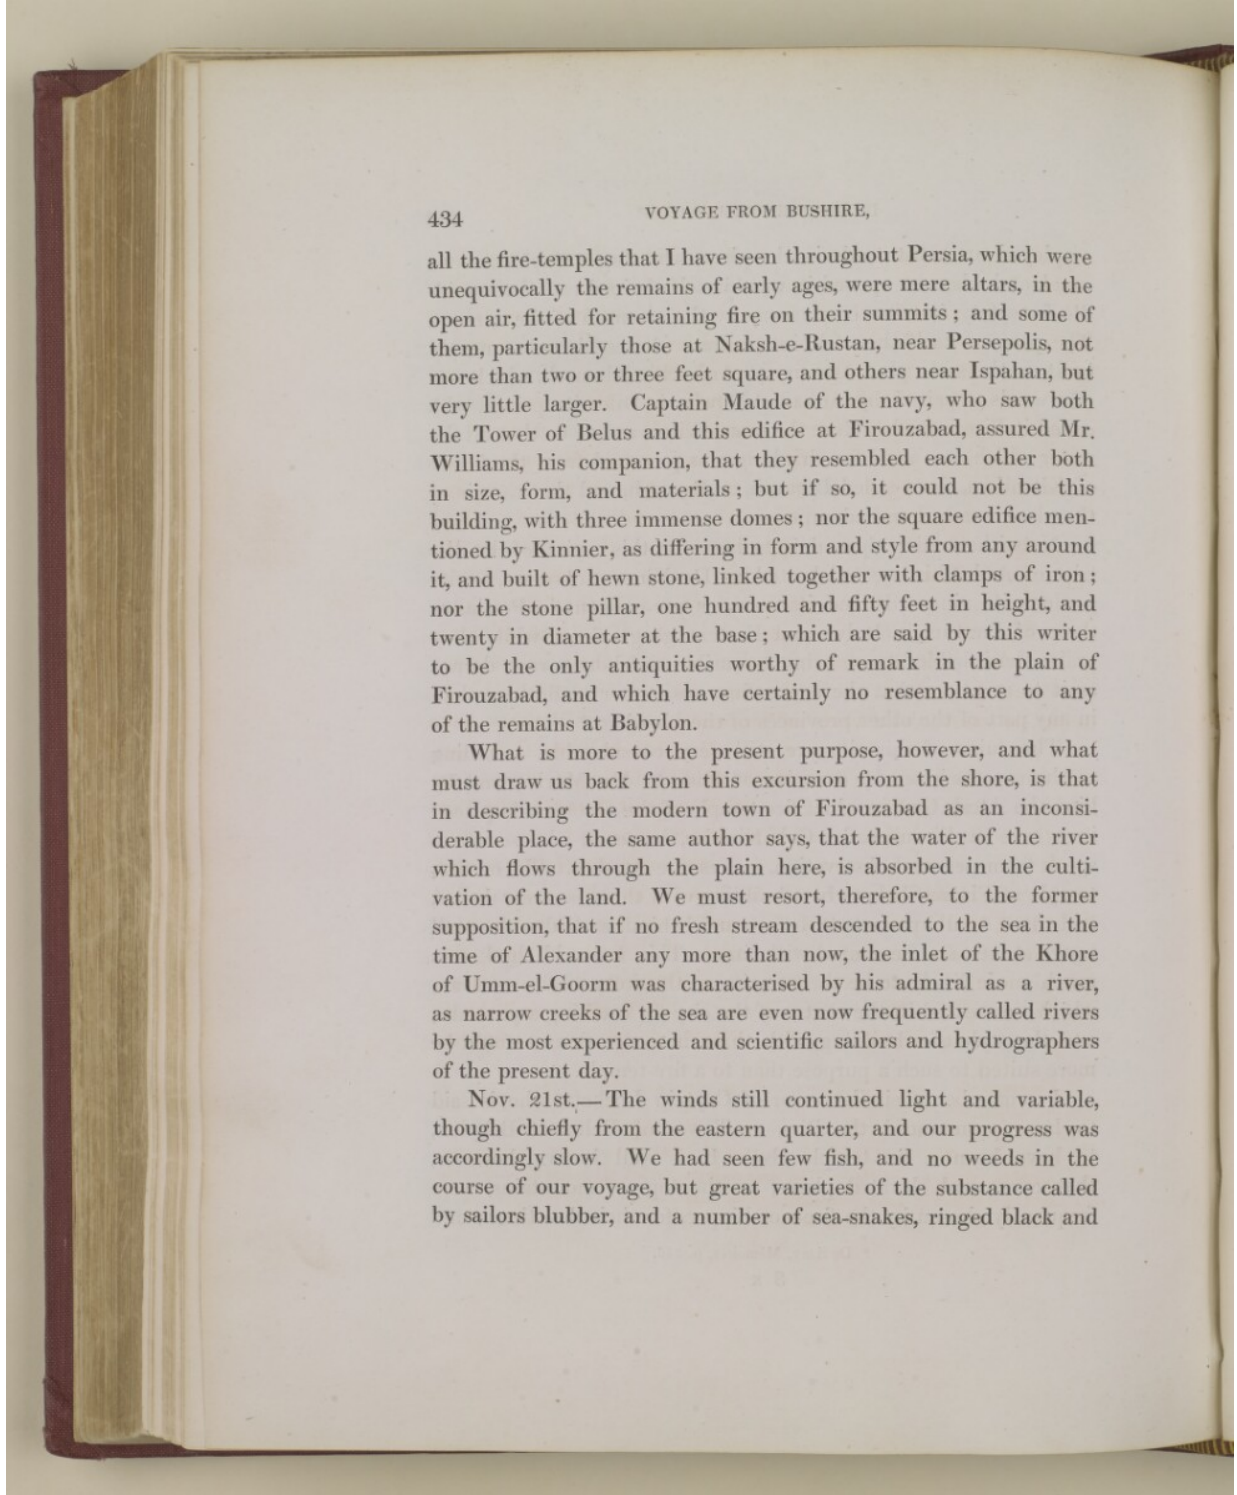 434
VOYAGE FROM BUSHIRE,
all the fire-temples that I have seen throughout Persia, which were
unequivocally the remains of early ages, were mere altars, in the
open air, fitted for retaining fire on their summits ; and some of
them, particularly those at Naksh-e-Rustan, near Persepolis, not
more than two or three feet square, and others near Ispahan, but
very little larger. Captain Maude of the navy, who saw both
the Tower of Belus and this edifice at Firouzabad, assured Mr.
Williams, his companion, that they resembled each other both
in size, form, and materials ; but if so, it could not be this
building, with three immense domes ; nor the square edifice men-
tioned by Kinnier, as differing in form and style from any around
it, and built of hewn stone, linked together with clamps of iron ;
nor the stone pillar, one hundred and fifty feet in height, and
twenty in diameter at the base ; which are said by this writer
to be the only antiquities worthy of remark in the plain of
Firouzabad, and which have certainly no resemblance to any
of the remains at Babylon.
What is more to the present purpose, however, and what
must draw us back from this excursion from the shore, is that
in describing the modern town of Firouzabad as an inconsi-
derable place, the same author says, that the water of the river
which flows through the plain here, is absorbed in the culti-
vation of the land. We must resort, therefore, to the former
supposition, that if no fresh stream descended to the sea in the
time of Alexander any more than now, the inlet of the Khore
of Umm-el-Goorm was characterised by his admiral as a river,
as narrow creeks of the sea are even now frequently called rivers
by the most experienced and scientific sailors and hydrographers
of the present day.
Nov. 21st.—The winds still continued light and variable,
though chiefly from the eastern quarter, and our progress was
accordingly slow. We had seen few fish, and no weeds in the
course of our voyage, but great varieties of the substance called
by sailors blubber, and a number of sea-snakes, ringed black and